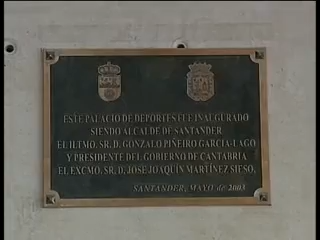 ESTE PALACIO DE DEPORTES FUE INAUGURADO
SIENDO ALCALDE DE SANTANDER
EL ILTMO. SR. D. GONZALO PIÑEIRO GARCIA-LAGO
Y PRESIDENTE DEL GOBIERNO DE CANTABRIA
EL EXCMO. SR. D. JOSE JOAQUIN MARTINEZ SIESO.
SANTANDER, MAYO de 2003